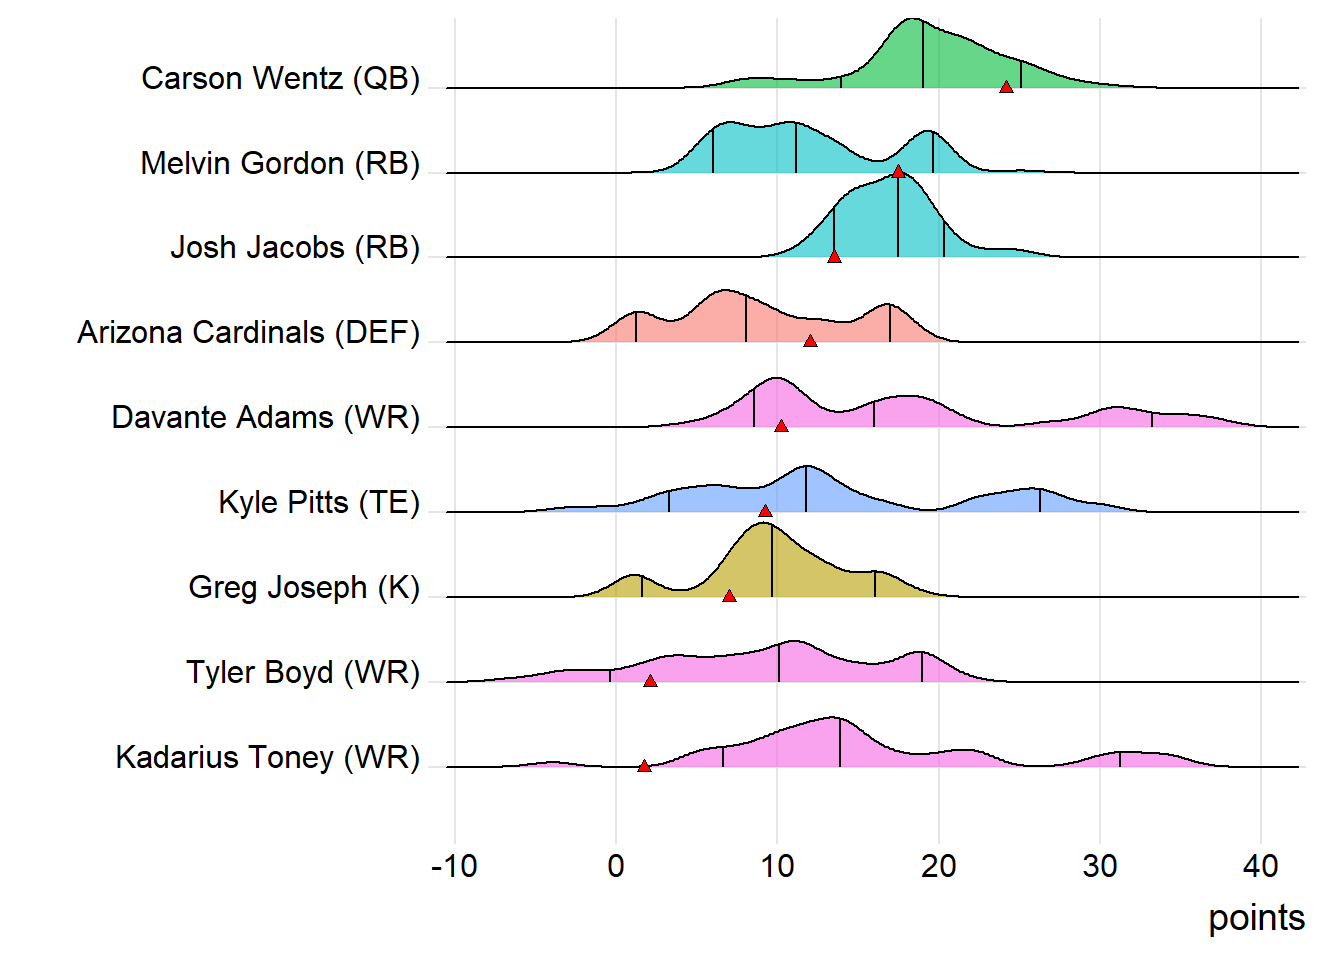 Carson Wentz (QB)
Melvin Gordon (RB)
Josh Jacobs (RB)
Arizona Cardinals (DEF)
Davante Adams (WR)
Kyle Pitts (TE)
Greg Joseph (K)
Tyler Boyd (WR)
Kadarius Toney (WR)
-10 0 10 20 30 40
points